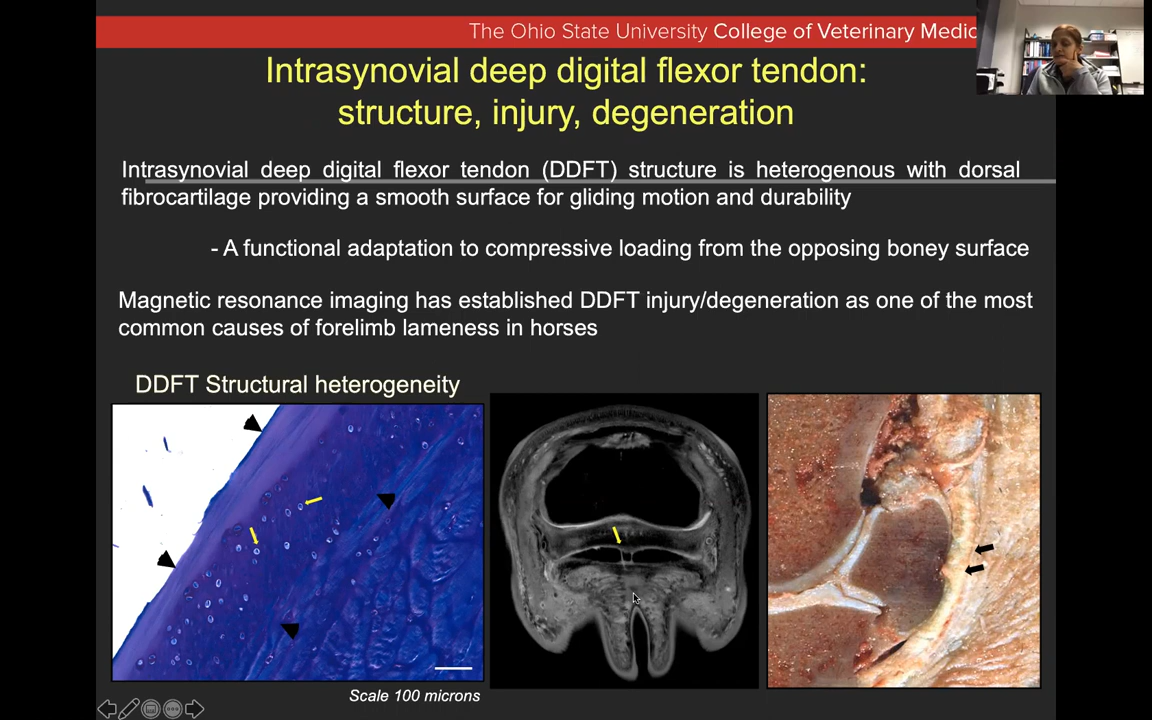 The Ohio State University College of Veterinary Medic
Intrasynovial deep digital flexor tendon:
structure, injury, degeneration
Intrasynovial deep digital flexor tendon (DDFT) structure is heterogenous with dorsal
fibrocartilage providing a smooth surface for gliding motion and durability
- A functional adaptation to compressive loading from the opposing boney surface
Magnetic resonance imaging has established DDFT injury/degeneration as one of the most
common causes of forelimb lameness in horses
DDFT Structural heterogeneity
Scale 100 microns